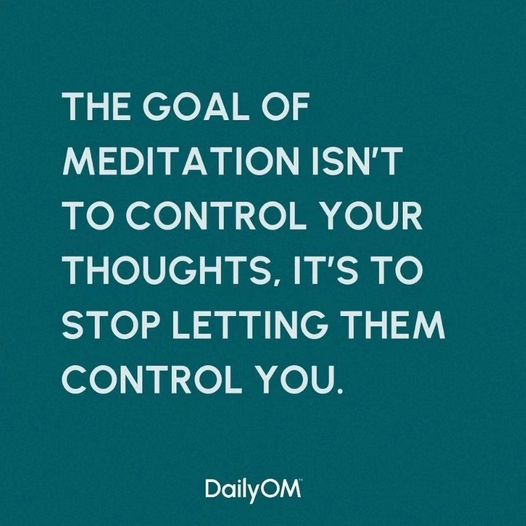 THE GOAL OF
MEDITATION ISN'T
TO CONTROL YOUR
THOUGHTS, IT'S TO
STOP LETTING THEM
CONTROL YOU.
DailyOM